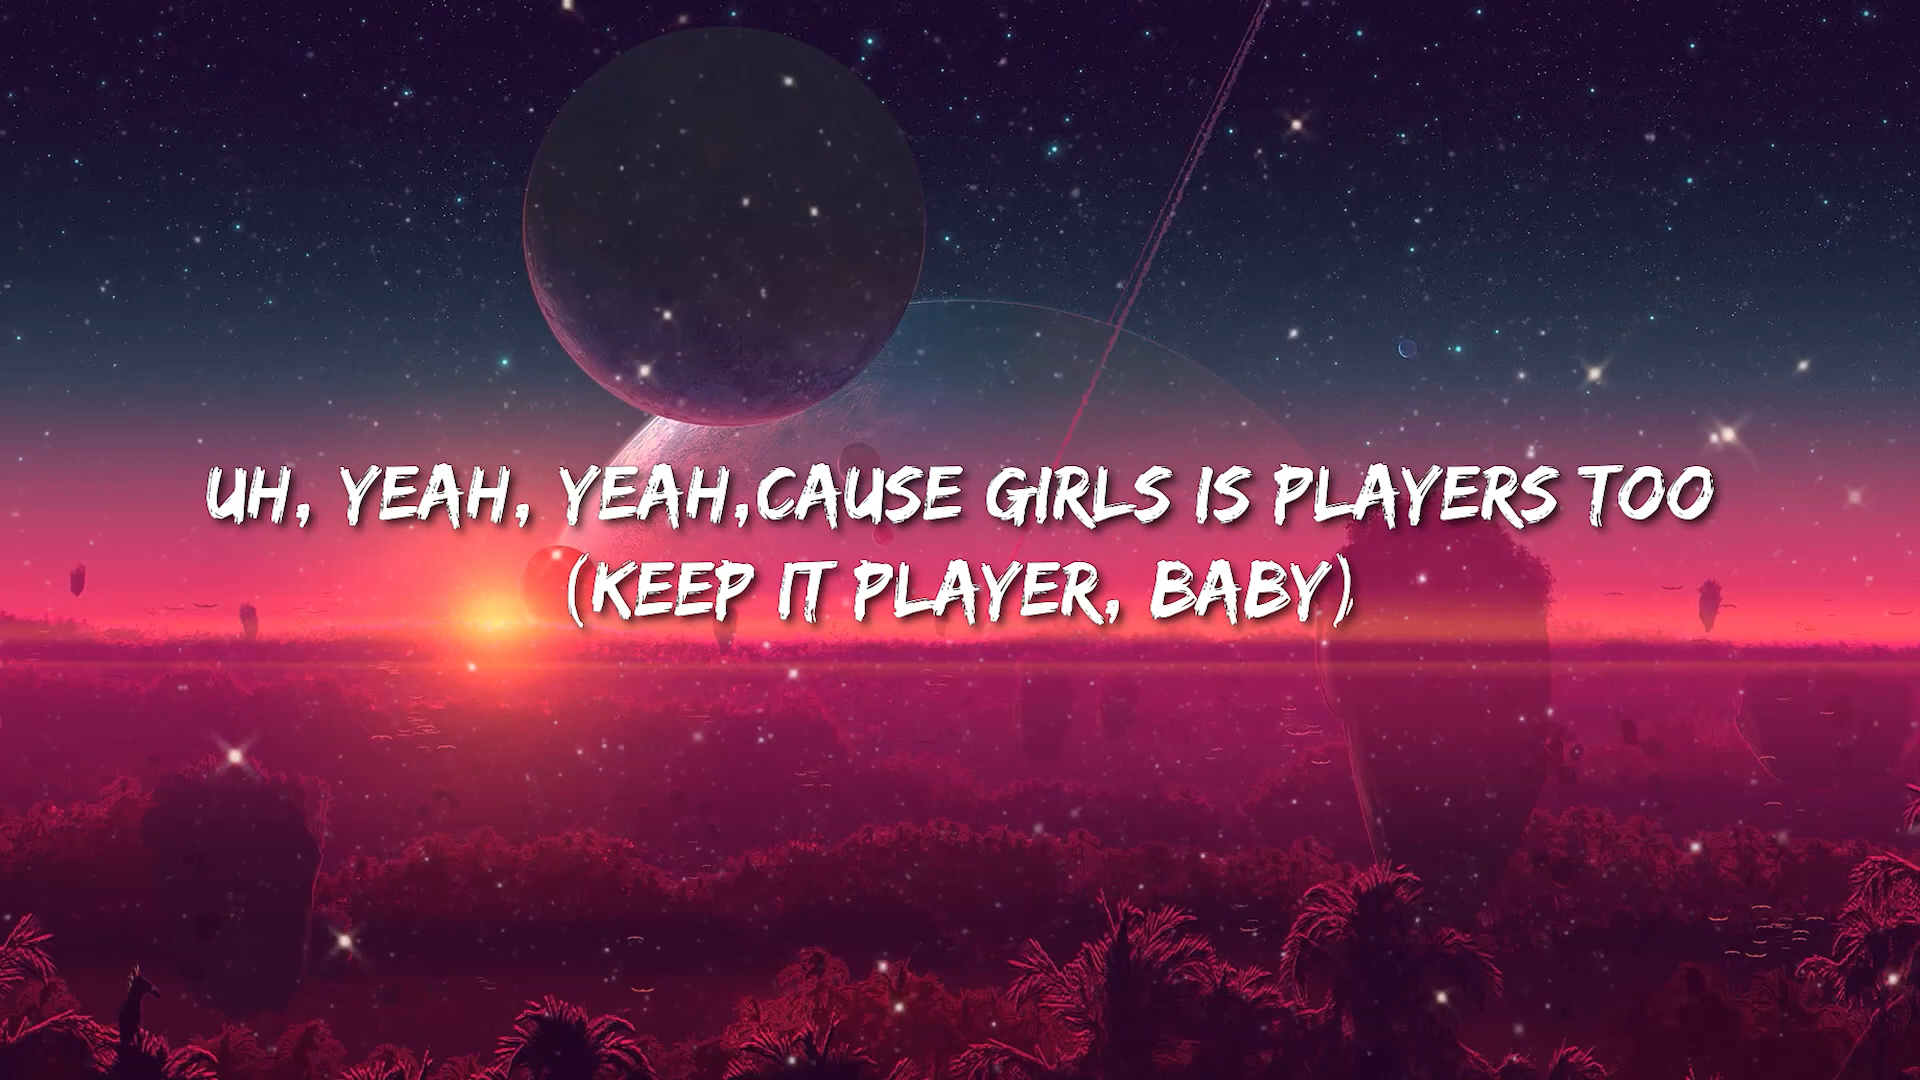 UH, YEAH, YEAH,CAUSE GIRLS IS PLAYERS TOO
(KEEP IT PLAYER, BABY)